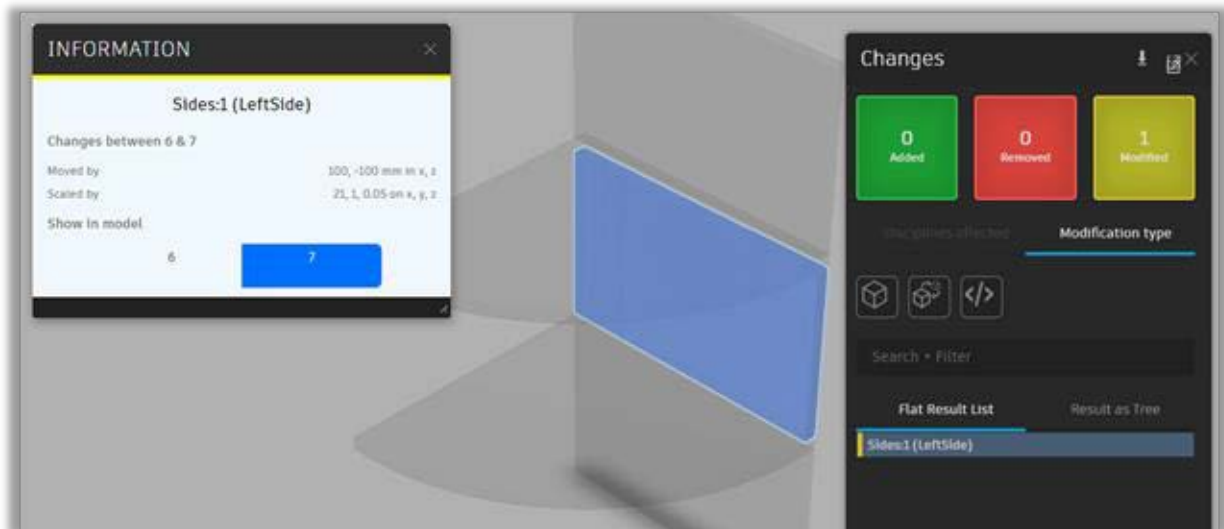 INFORMATION
Sides:1 (LeftSide)
Changes between 6 & 7
Moved by 100, -100 mm in x, z
Scaled by 21, 1, 0.05 on x, y, z
Show in model
6 7
Changes
0 0 1
Added Removed Modified
Disciplines affected Modification type
</>
Search + Filter
Flat Result List Result as Tree
Sides:1 (LeftSide)